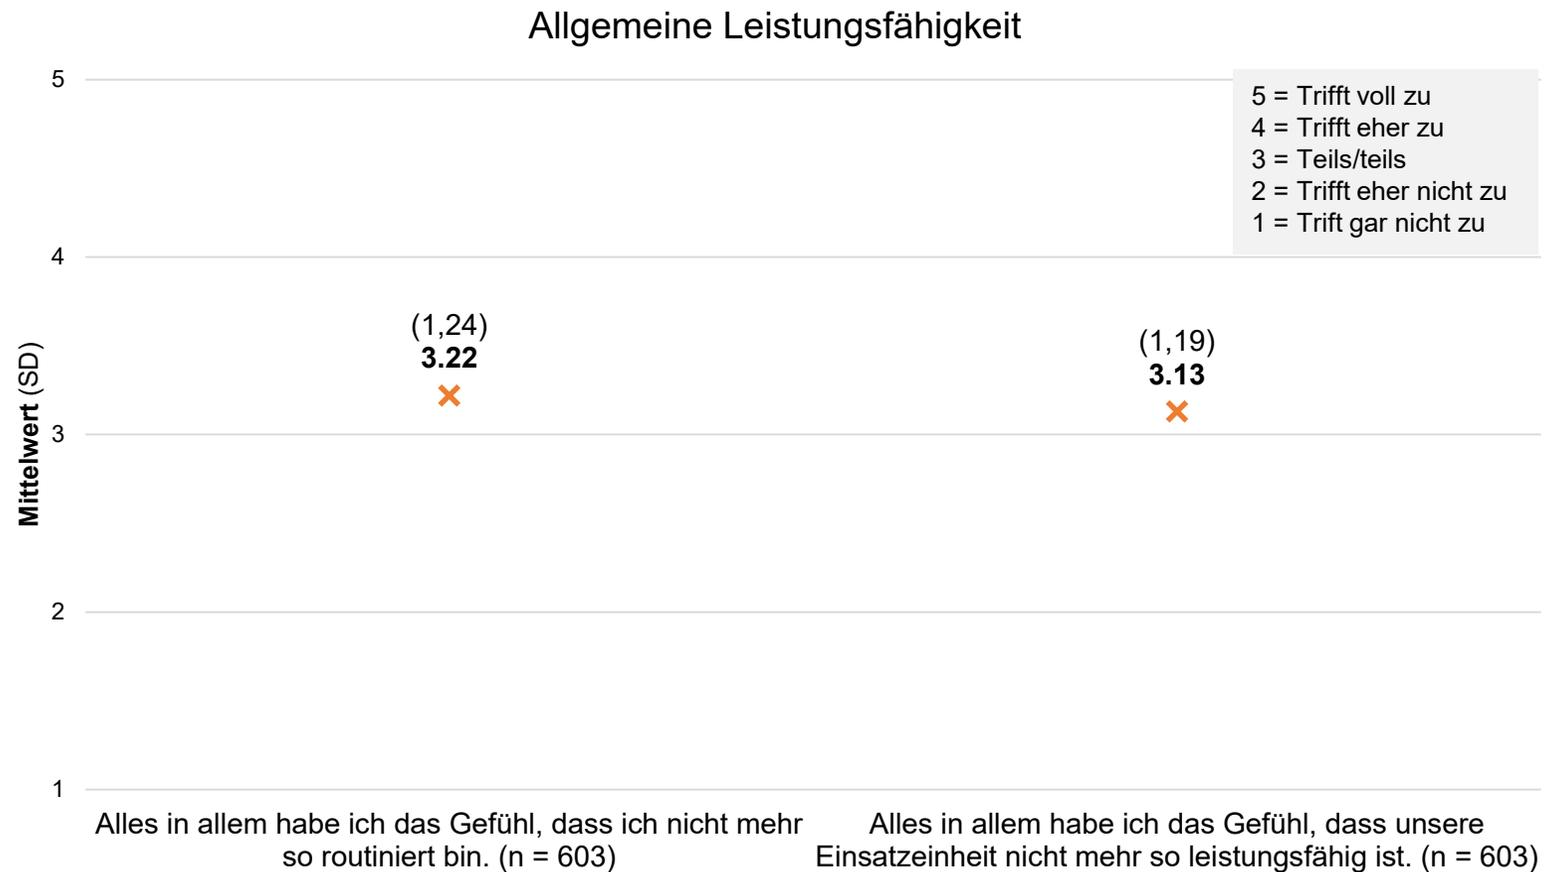 Allgemeine Leistungsfähigkeit
5
4
3
2
1
Mittelwert (SD)
5 = Trifft voll zu
4 = Trifft eher zu
3 = Teils/teils
2 = Trifft eher nicht zu
1 = Trift gar nicht zu
(1,24)
3.22
(1,19)
3.13
Alles in allem habe ich das Gefühl, dass ich nicht mehr
so routiniert bin. (n = 603)
Alles in allem habe ich das Gefühl, dass unsere
Einsatzeinheit nicht mehr so leistungsfähig ist. (n = 603)